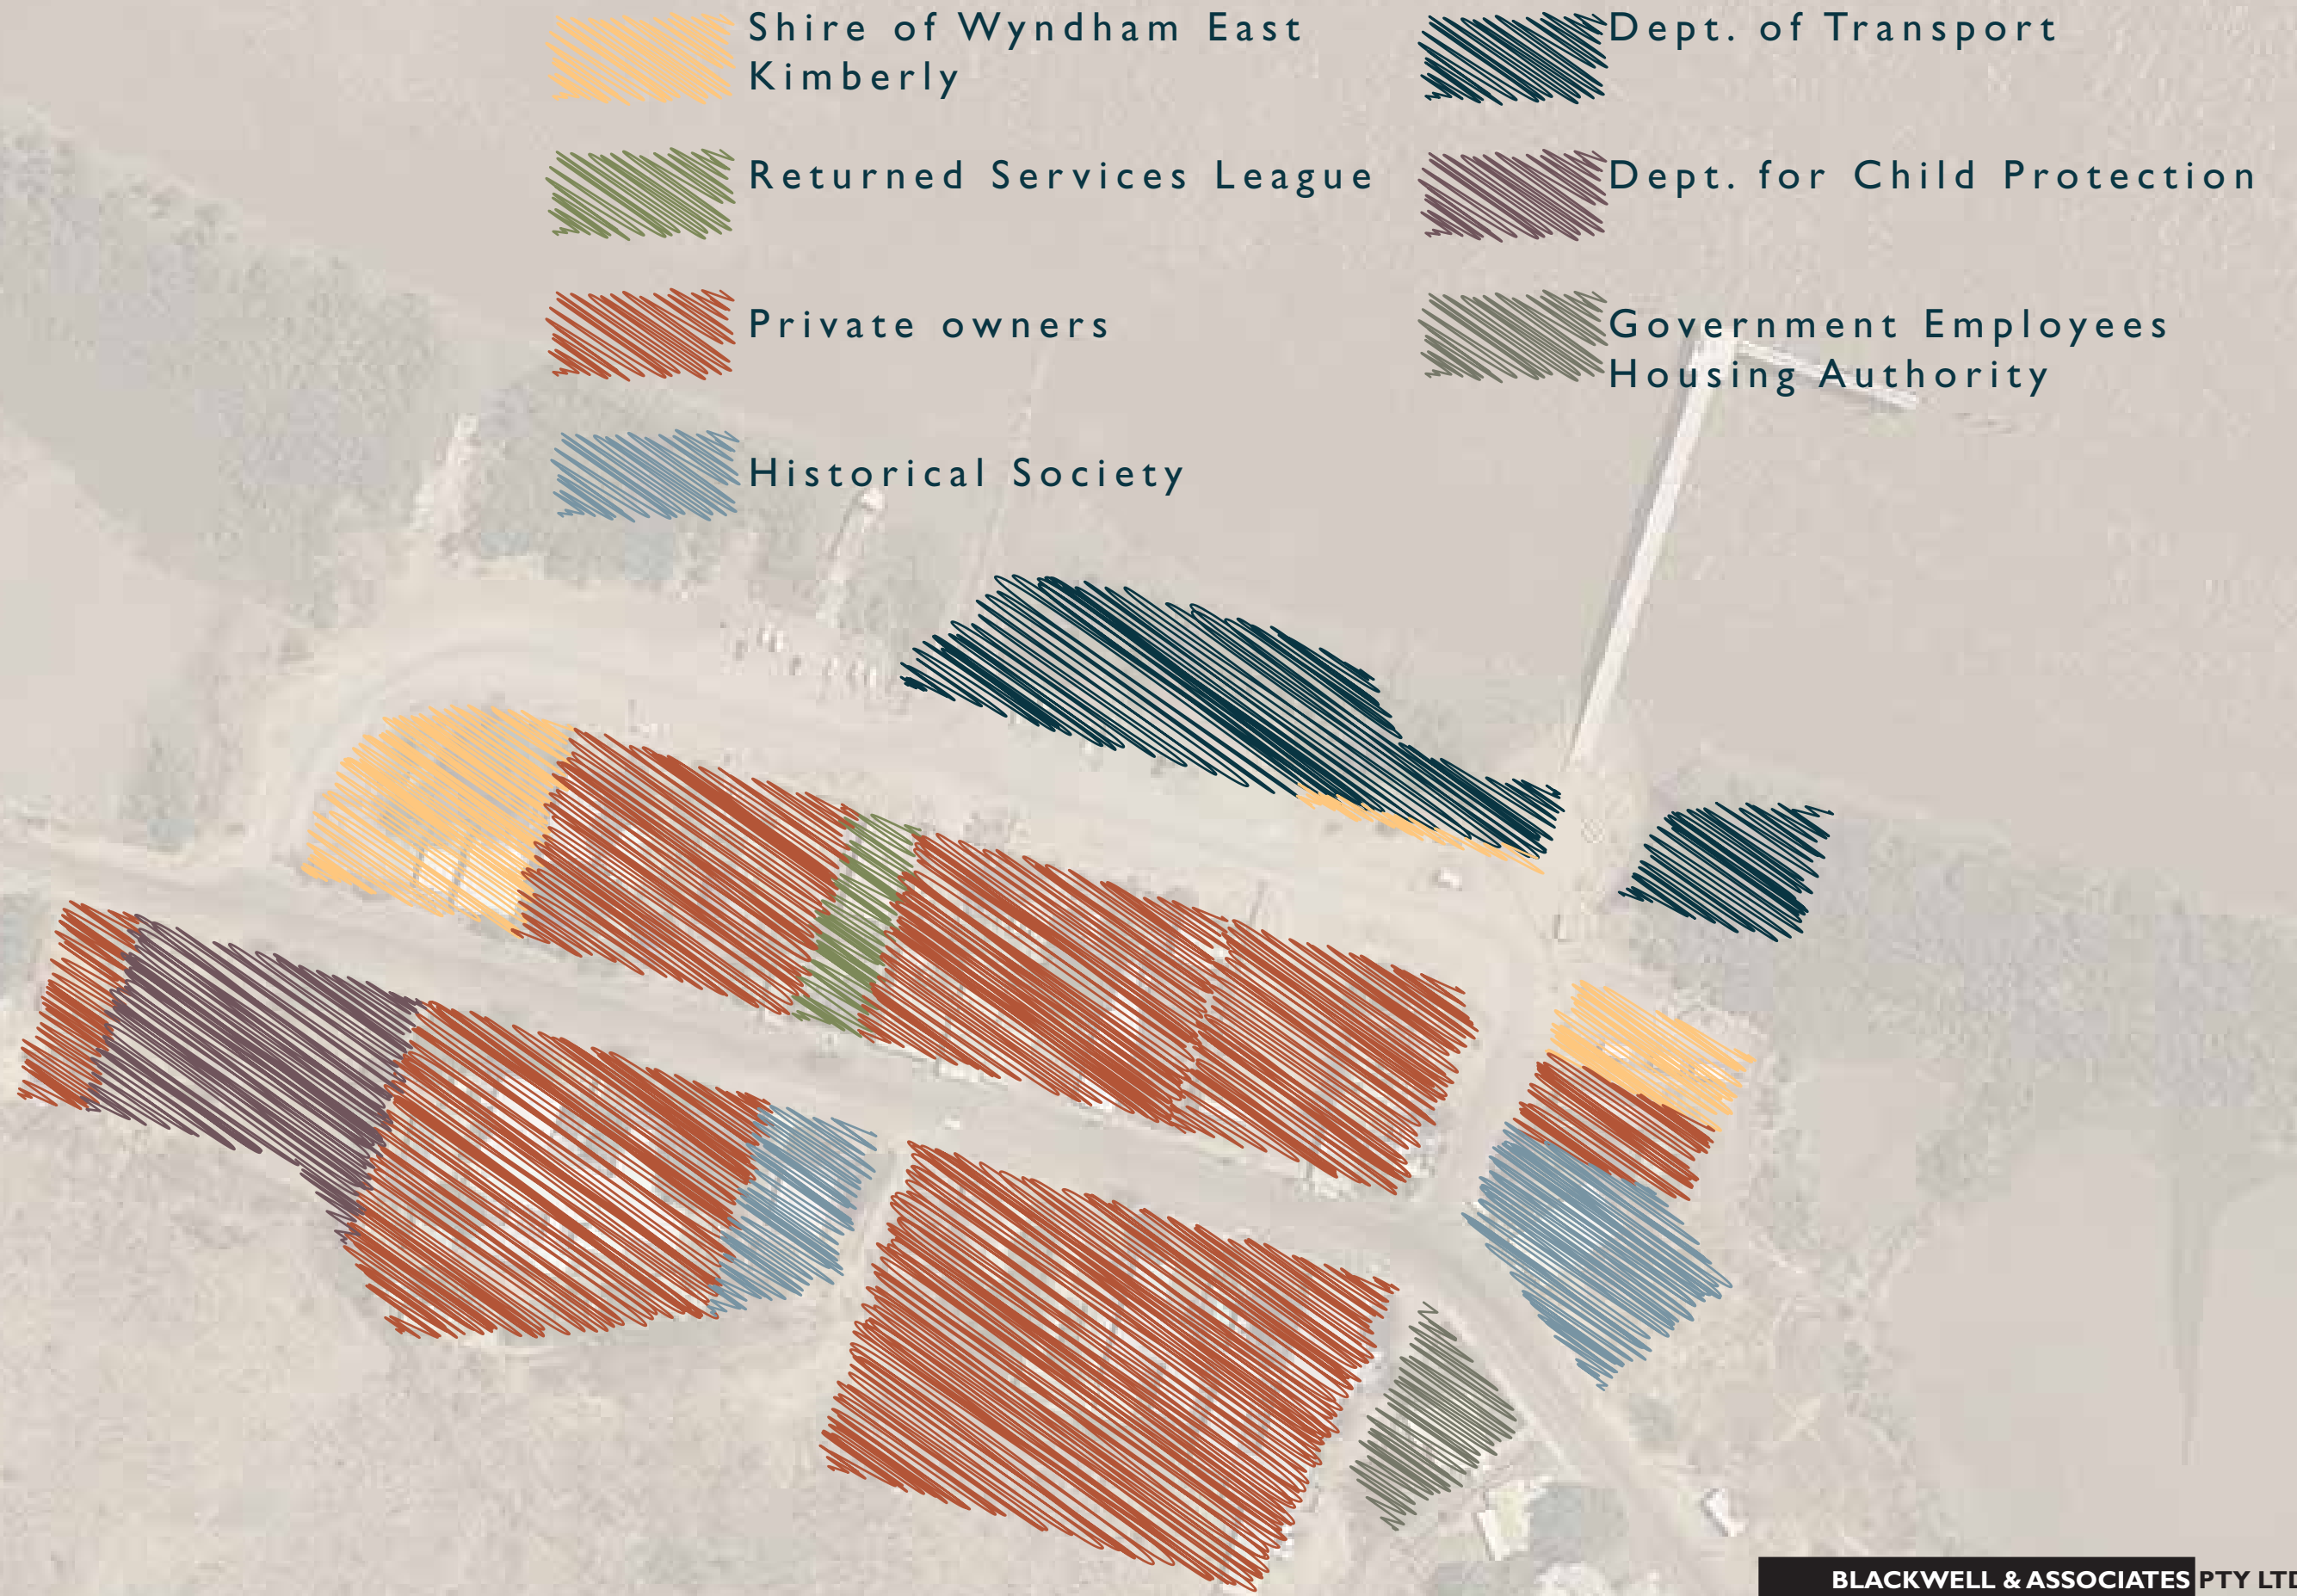 Shire of Wyndham East
Kimberly
Returned Services League
Private owners
Historical Society
Dept. of Transport
Dept. for Child Protection
Government Employees
Housing Authority
BLACKWELL & ASSOCIATES PTY LTD